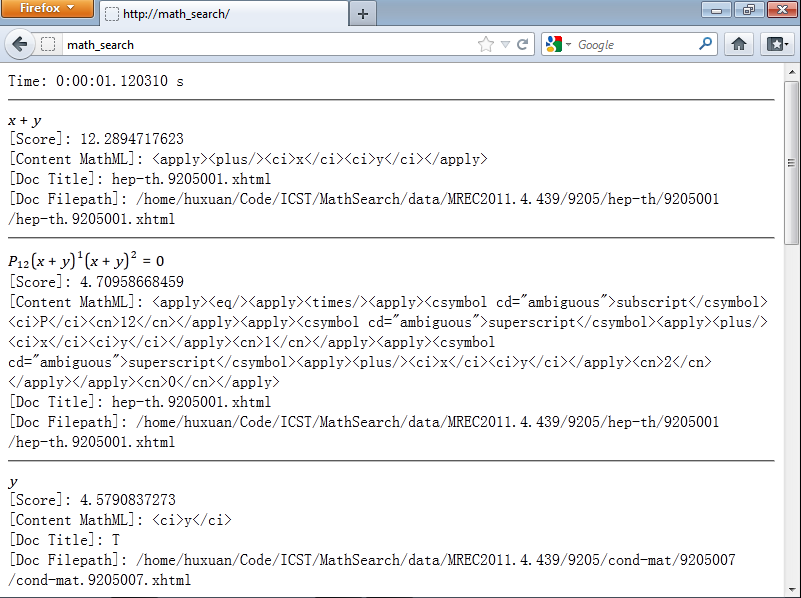 Firefox
http://math_search/
math_search
Google
Time: 0:00:01.120310 s
x + y
[Score]: 12.2894717623
[Content MathML]: <apply><plus/><ci>x</ci><ci>y</ci></apply>
[Doc Title]: hep-th.9205001.xhtml
[Doc Filepath]: /home/huxuan/Code/ICST/MathSearch/data/MREC2011.4.439/9205/hep-th/9205001
/hep-th.9205001.xhtml
P₁₂(x + y)¹(x + y)² = 0
[Score]: 4.70958668459
[Content MathML]: <apply><eq/><apply><times/><apply><csymbol cd="ambiguous">subscript</csymbol>
<ci>P</ci><cn>12</cn></apply><apply><csymbol cd="ambiguous">superscript</csymbol><apply><plus/>
<ci>x</ci><ci>y</ci></apply><cn>1</cn></apply><apply><csymbol
cd="ambiguous">superscript</csymbol><apply><plus/><ci>x</ci><ci>y</ci></apply><cn>2</cn>
</apply></apply><cn>0</cn></apply>
[Doc Title]: hep-th.9205001.xhtml
[Doc Filepath]: /home/huxuan/Code/ICST/MathSearch/data/MREC2011.4.439/9205/hep-th/9205001
/hep-th.9205001.xhtml
y
[Score]: 4.5790837273
[Content MathML]: <ci>y</ci>
[Doc Title]: T
[Doc Filepath]: /home/huxuan/Code/ICST/MathSearch/data/MREC2011.4.439/9205/cond-mat/9205007
/cond-mat.9205007.xhtml